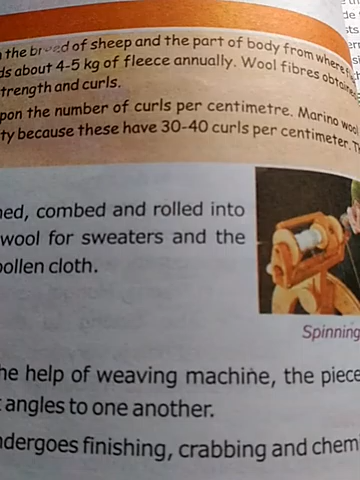 the breed of sheep and the part of body from where
ds about 4-5 kg of fleece annually. Wool fibres obtained
trength and curls.
pon the number of curls per centimetre. Marino wool
ty because these have 30-40 curls per centimeter. T
ned, combed and rolled into
wool for sweaters and the
oollen cloth.
Spinning
he help of weaving machine, the piece
angles to one another.
ndergoes finishing, crabbing and chem